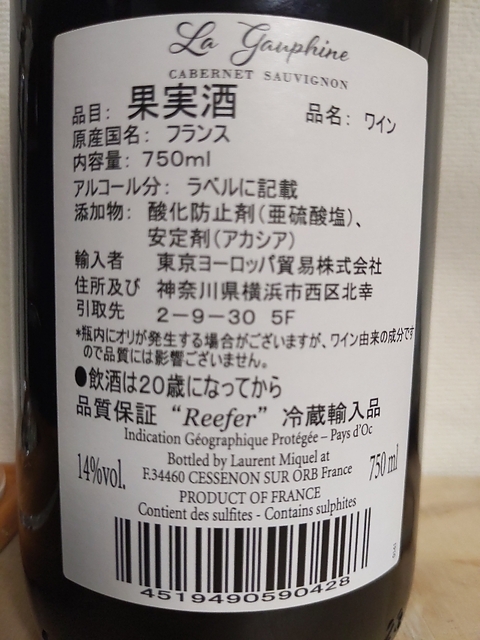 La Gauphine
CABERNET SAUVIGNON
品目: 果実酒 品名: ワイン
原産国名: フランス
内容量: 750ml
アルコール分: ラベルに記載
添加物: 酸化防止剤(亜硫酸塩)、
安定剤(アカシア)
輸入者 東京ヨーロッパ貿易株式会社
住所及び 神奈川県横浜市西区北幸
引取先 2-9-30 5F
*瓶内にオリが発生する場合がございますが、ワイン由来の成分です
ので品質には影響ございません。
●飲酒は20歳になってから
品質保証 “Reefer” 冷蔵輸入品
Indication Géographique Protégée – Pays d'Oc
14%vol. Bottled by Laurent Miquel at 750 ml
F.34460 CESSENON SUR ORB France
PRODUCT OF FRANCE
Contient des sulfites - Contains sulphites
4519490590428